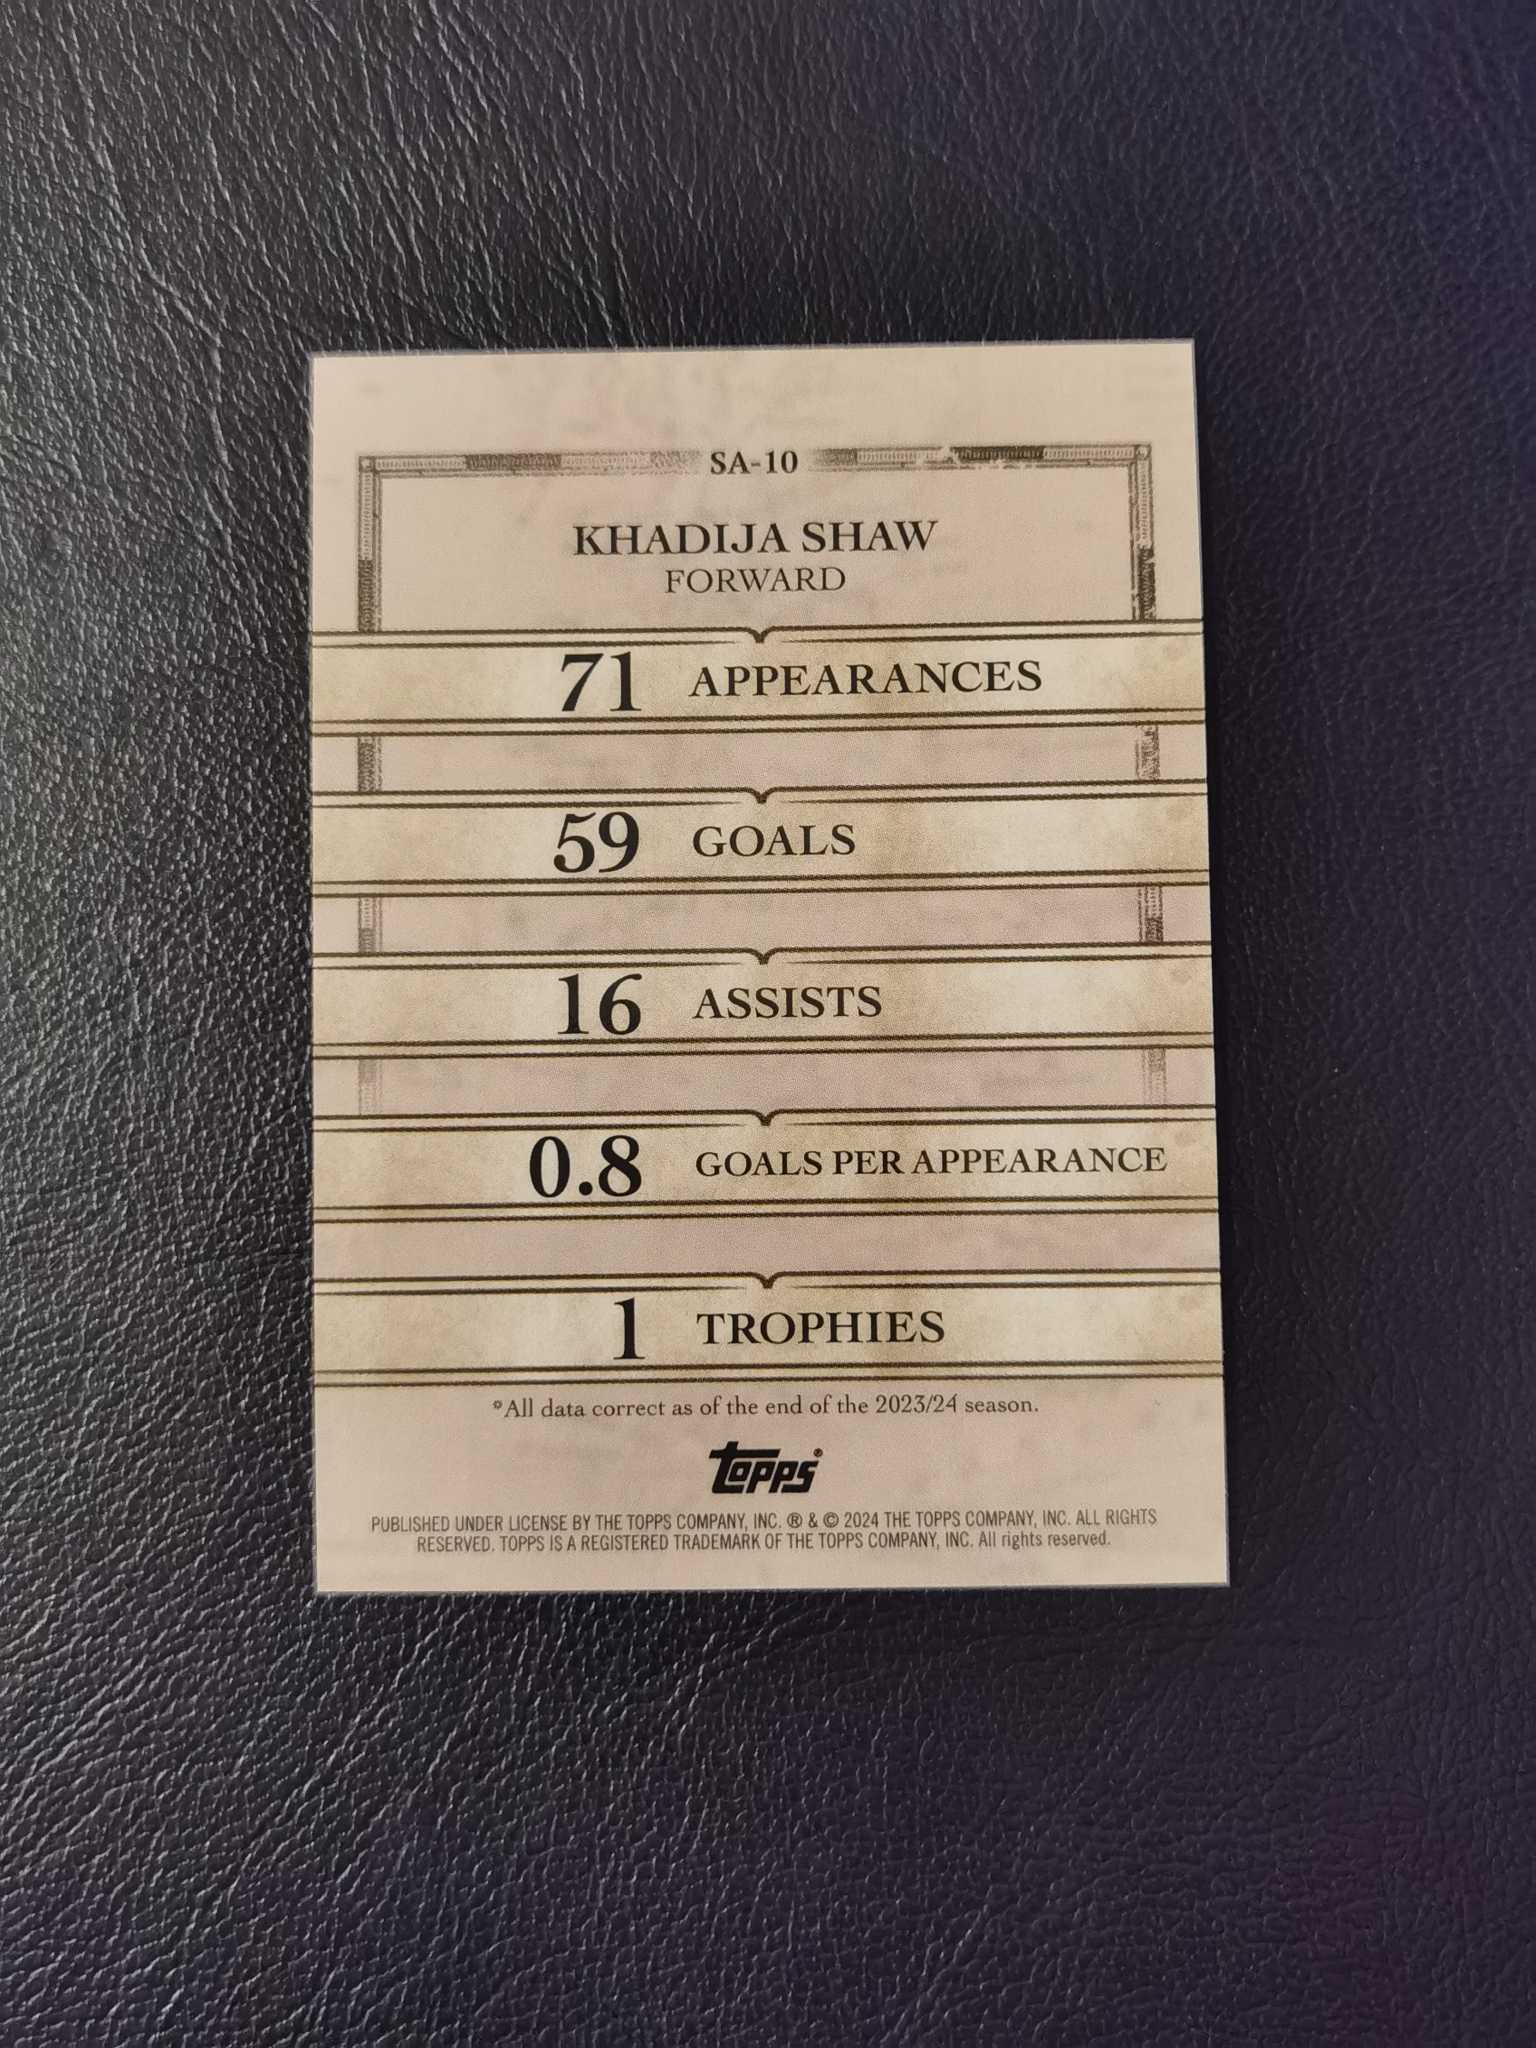 SA-10
KHADIJA SHAW
FORWARD
71 APPEARANCES
59 GOALS
16 ASSISTS
0.8 GOALS PER APPEARANCE
1 TROPHIES
*All data correct as of the end of the 2023/24 season.
topps®
PUBLISHED UNDER LICENSE BY THE TOPPS COMPANY, INC. ® & © 2024 THE TOPPS COMPANY, INC. ALL RIGHTS
RESERVED. TOPPS IS A REGISTERED TRADEMARK OF THE TOPPS COMPANY, INC. All rights reserved.